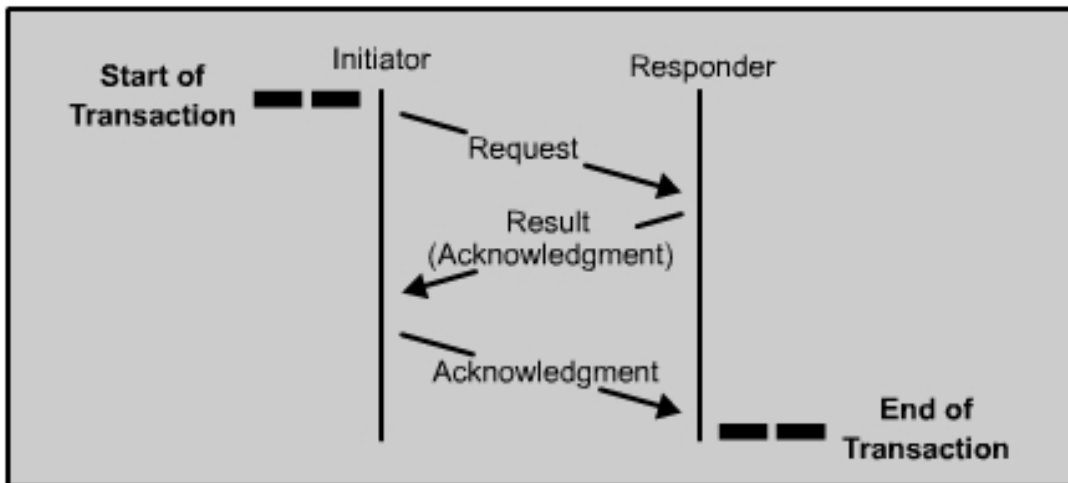 Start of
Transaction
Initiator
Responder
Request
Result
(Acknowledgment)
Acknowledgment
End of
Transaction